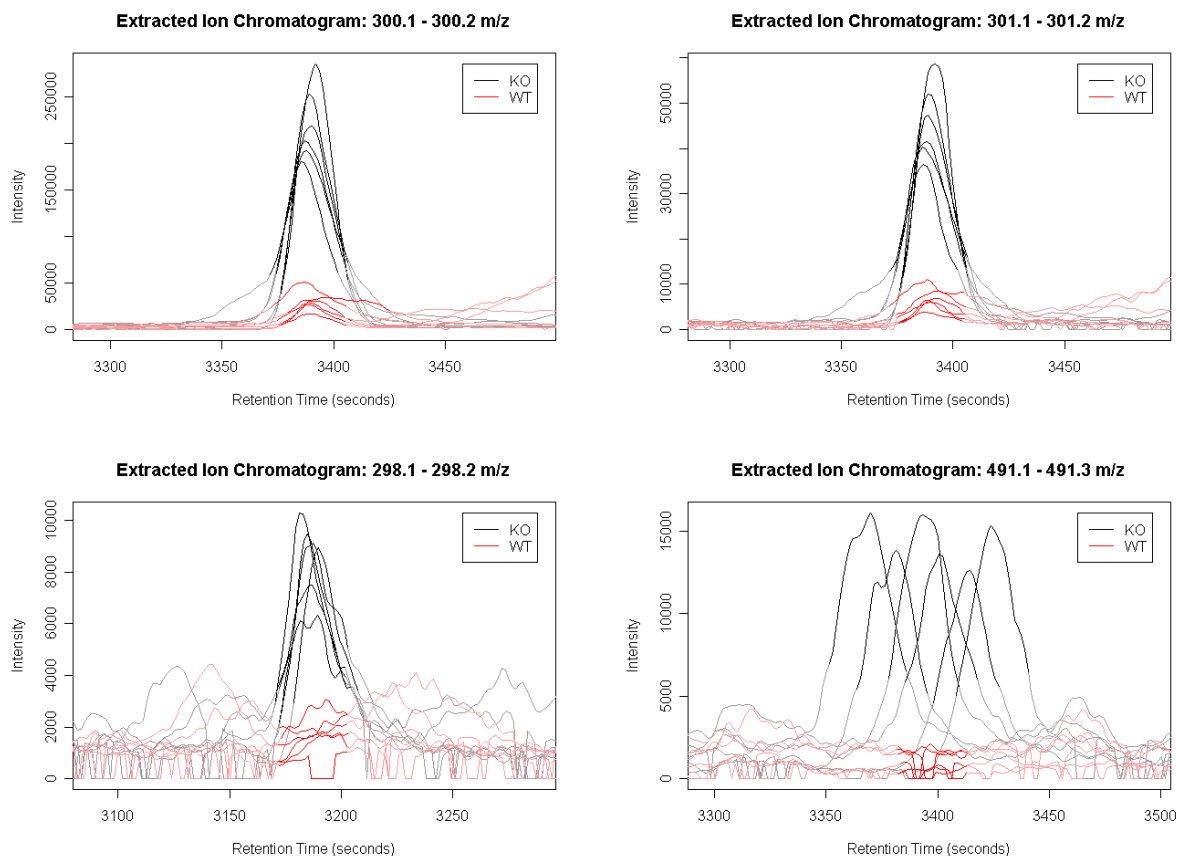 Extracted Ion Chromatogram: 300.1 - 300.2 m/z
Intensity
250000
150000
50000
0
KO
WT
3300 3350 3400 3450
Retention Time (seconds)
Extracted Ion Chromatogram: 301.1 - 301.2 m/z
Intensity
50000
30000
10000
0
KO
WT
3300 3350 3400 3450
Retention Time (seconds)
Extracted Ion Chromatogram: 298.1 - 298.2 m/z
Intensity
10000
8000
6000
4000
2000
0
KO
WT
3100 3150 3200 3250
Retention Time (seconds)
Extracted Ion Chromatogram: 491.1 - 491.3 m/z
Intensity
15000
10000
5000
0
KO
WT
3300 3350 3400 3450 3500
Retention Time (seconds)